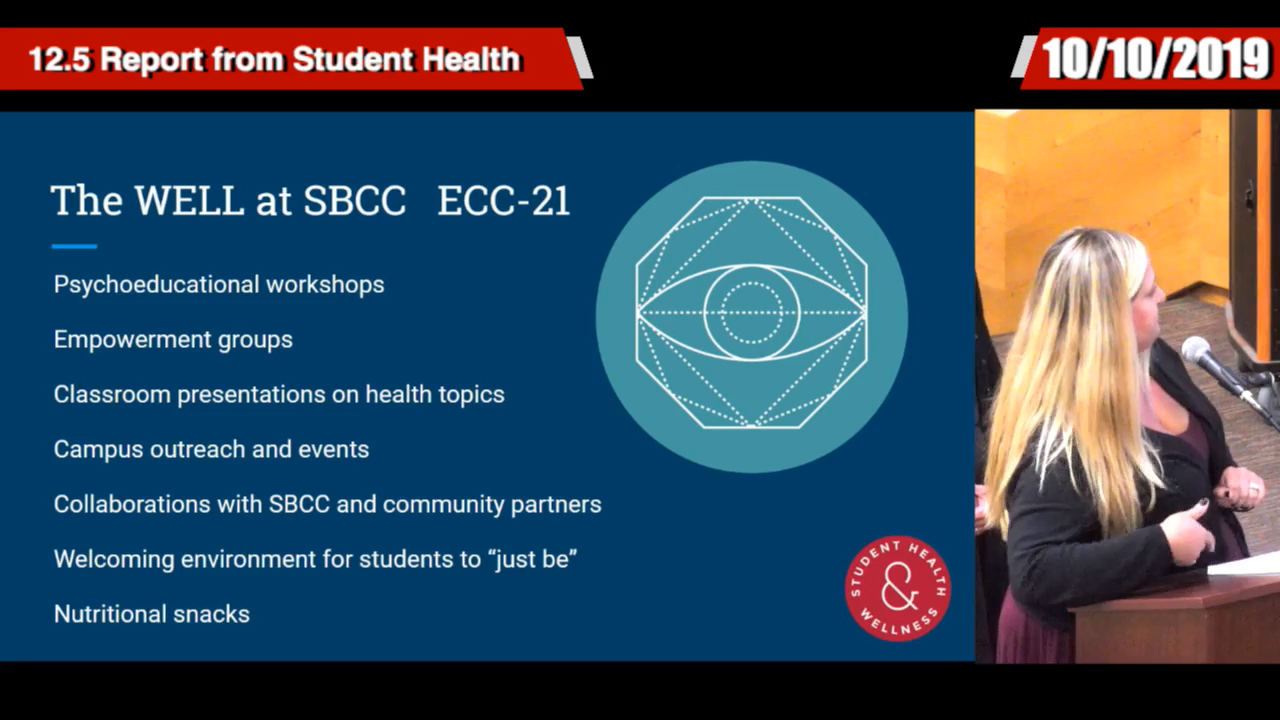 12.5 Report from Student Health
10/10/2019
The WELL at SBCC ECC-21
Psychoeducational workshops
Empowerment groups
Classroom presentations on health topics
Campus outreach and events
Collaborations with SBCC and community partners
Welcoming environment for students to “just be”
Nutritional snacks
STUDENT HEALTH
&
WELLNESS